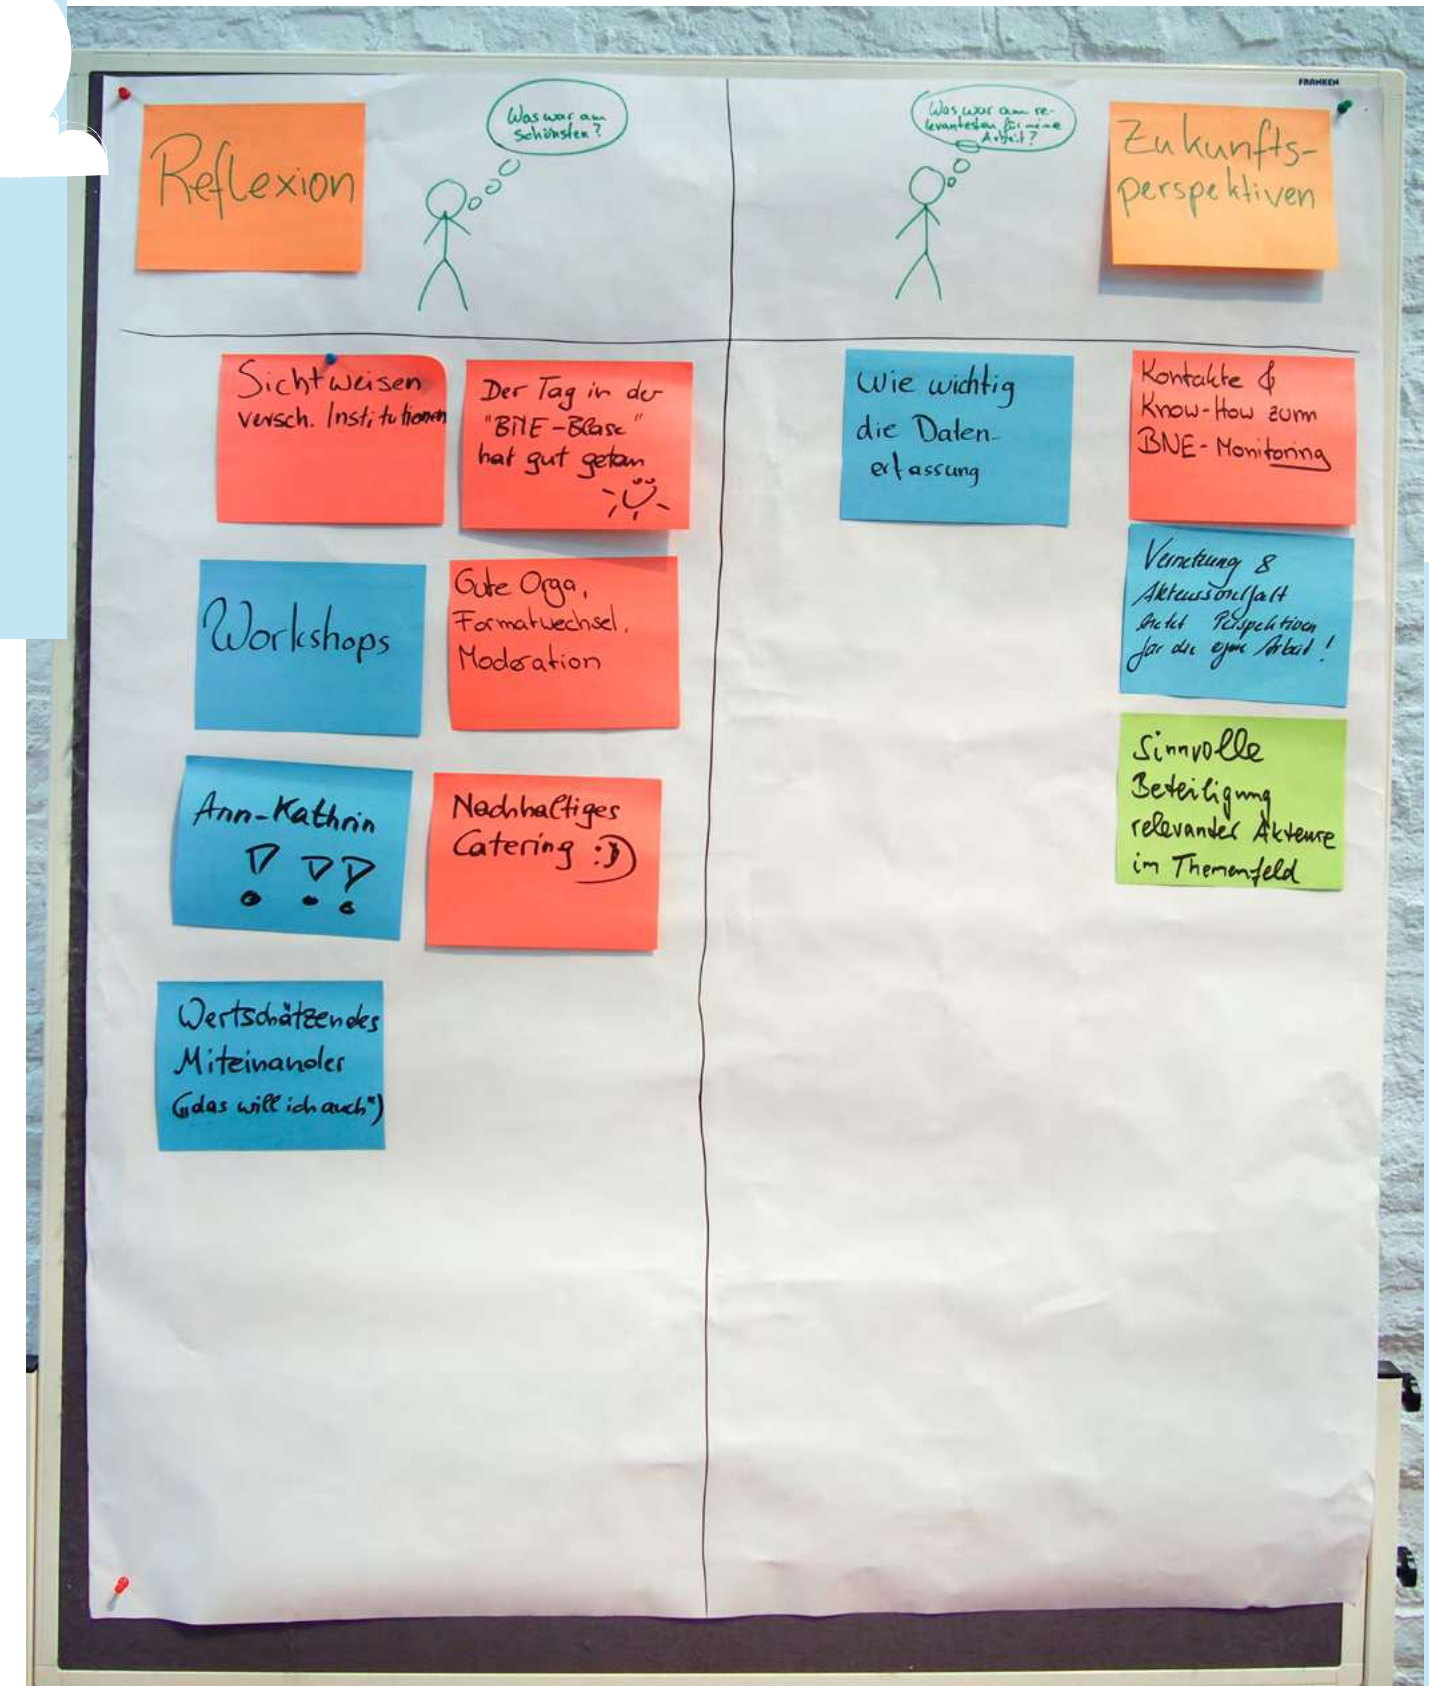 FRANKEN
Reflexion
Was war am
schönsten?
Sichtweisen
versch. Institutionen
Der Tag in der
"BNE-Blase"
hat gut getan
Workshops
Gute Orga,
Formatwechsel,
Moderation
Ann-Kathrin
!!!
Nachhaltiges
Catering :)
Wertschätzendes
Miteinander
(„das will ich auch")
Was war am re-
levantesten für meine
Arbeit?
Zukunfts-
perspektiven
Wie wichtig
die Daten-
erfassung
Kontakte &
Know-How zum
BNE-Monitoring
Vernetzung &
Akteursvielfalt
bietet Perspektiven
für die eigene Arbeit!
Sinnvolle
Beteiligung
relevanter Akteure
im Themenfeld